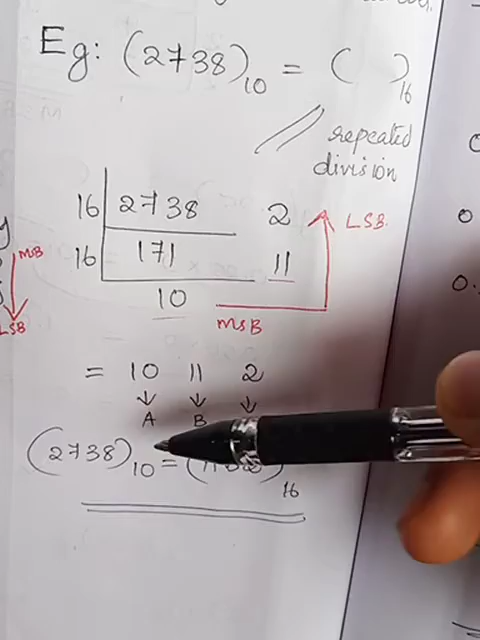 Eg: (2738)10 = (  )16
// repeated
division
16 2738 2 LSB.
MSB
16 171 11
10
MSB
LSB
= 10 11 2
↓ ↓ ↓
A B
(2738)10 = ( )16